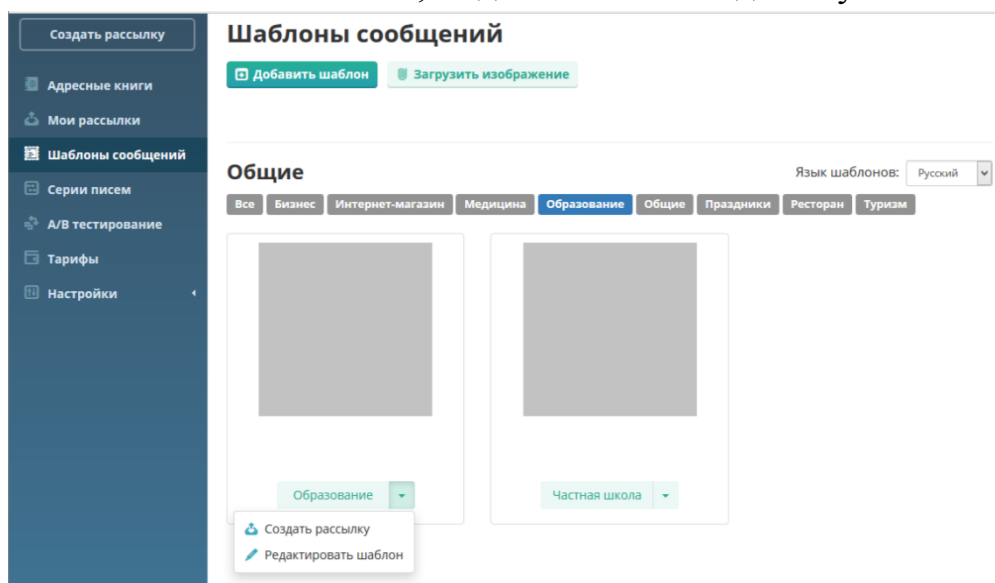 Создать рассылку
Адресные книги
Мои рассылки
Шаблоны сообщений
Серии писем
A/B тестирование
Тарифы
Настройки
Шаблоны сообщений
Добавить шаблон
Загрузить изображение
Общие
Язык шаблонов: Русский
Все Бизнес Интернет-магазин Медицина Образование Общие Праздники Ресторан Туризм
Образование
Частная школа
Создать рассылку
Редактировать шаблон